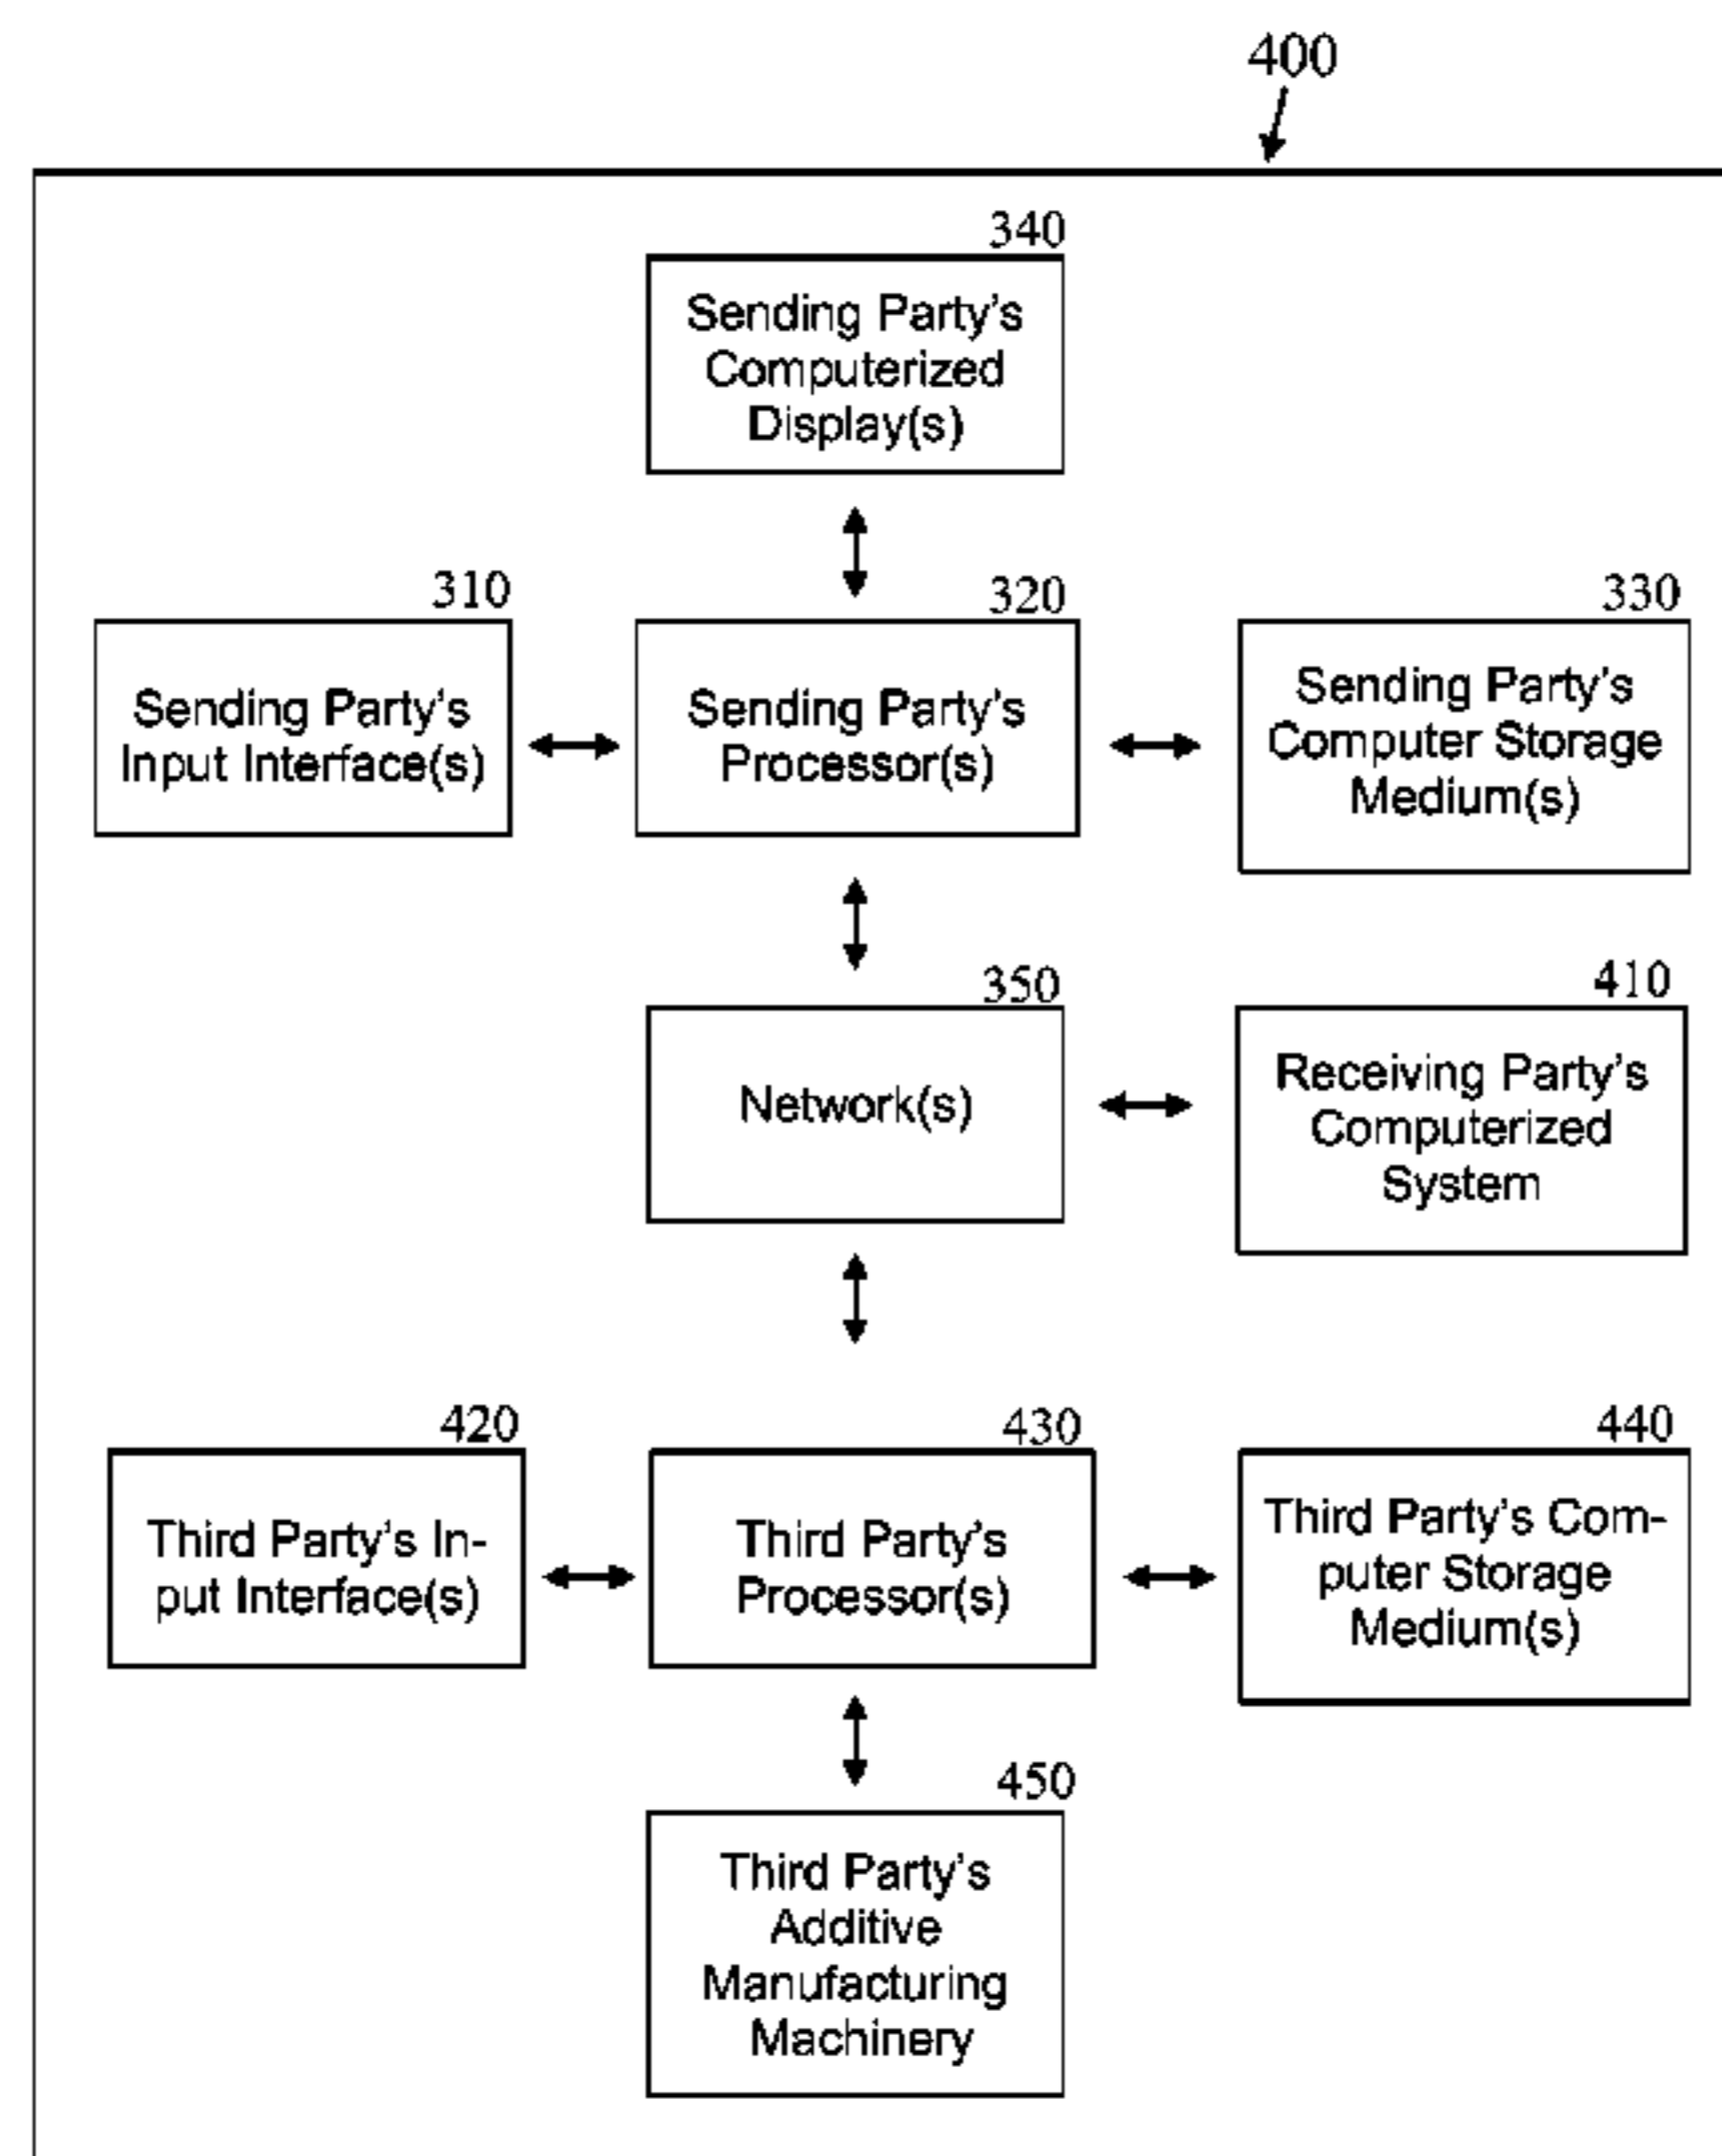 400
340
Sending Party's
Computerized
Display(s)
310
Sending Party's
Input Interface(s)
320
Sending Party's
Processor(s)
330
Sending Party's
Computer Storage
Medium(s)
350
Network(s)
410
Receiving Party's
Computerized
System
420
Third Party's In-
put Interface(s)
430
Third Party's
Processor(s)
440
Third Party's Com-
puter Storage
Medium(s)
450
Third Party's
Additive
Manufacturing
Machinery